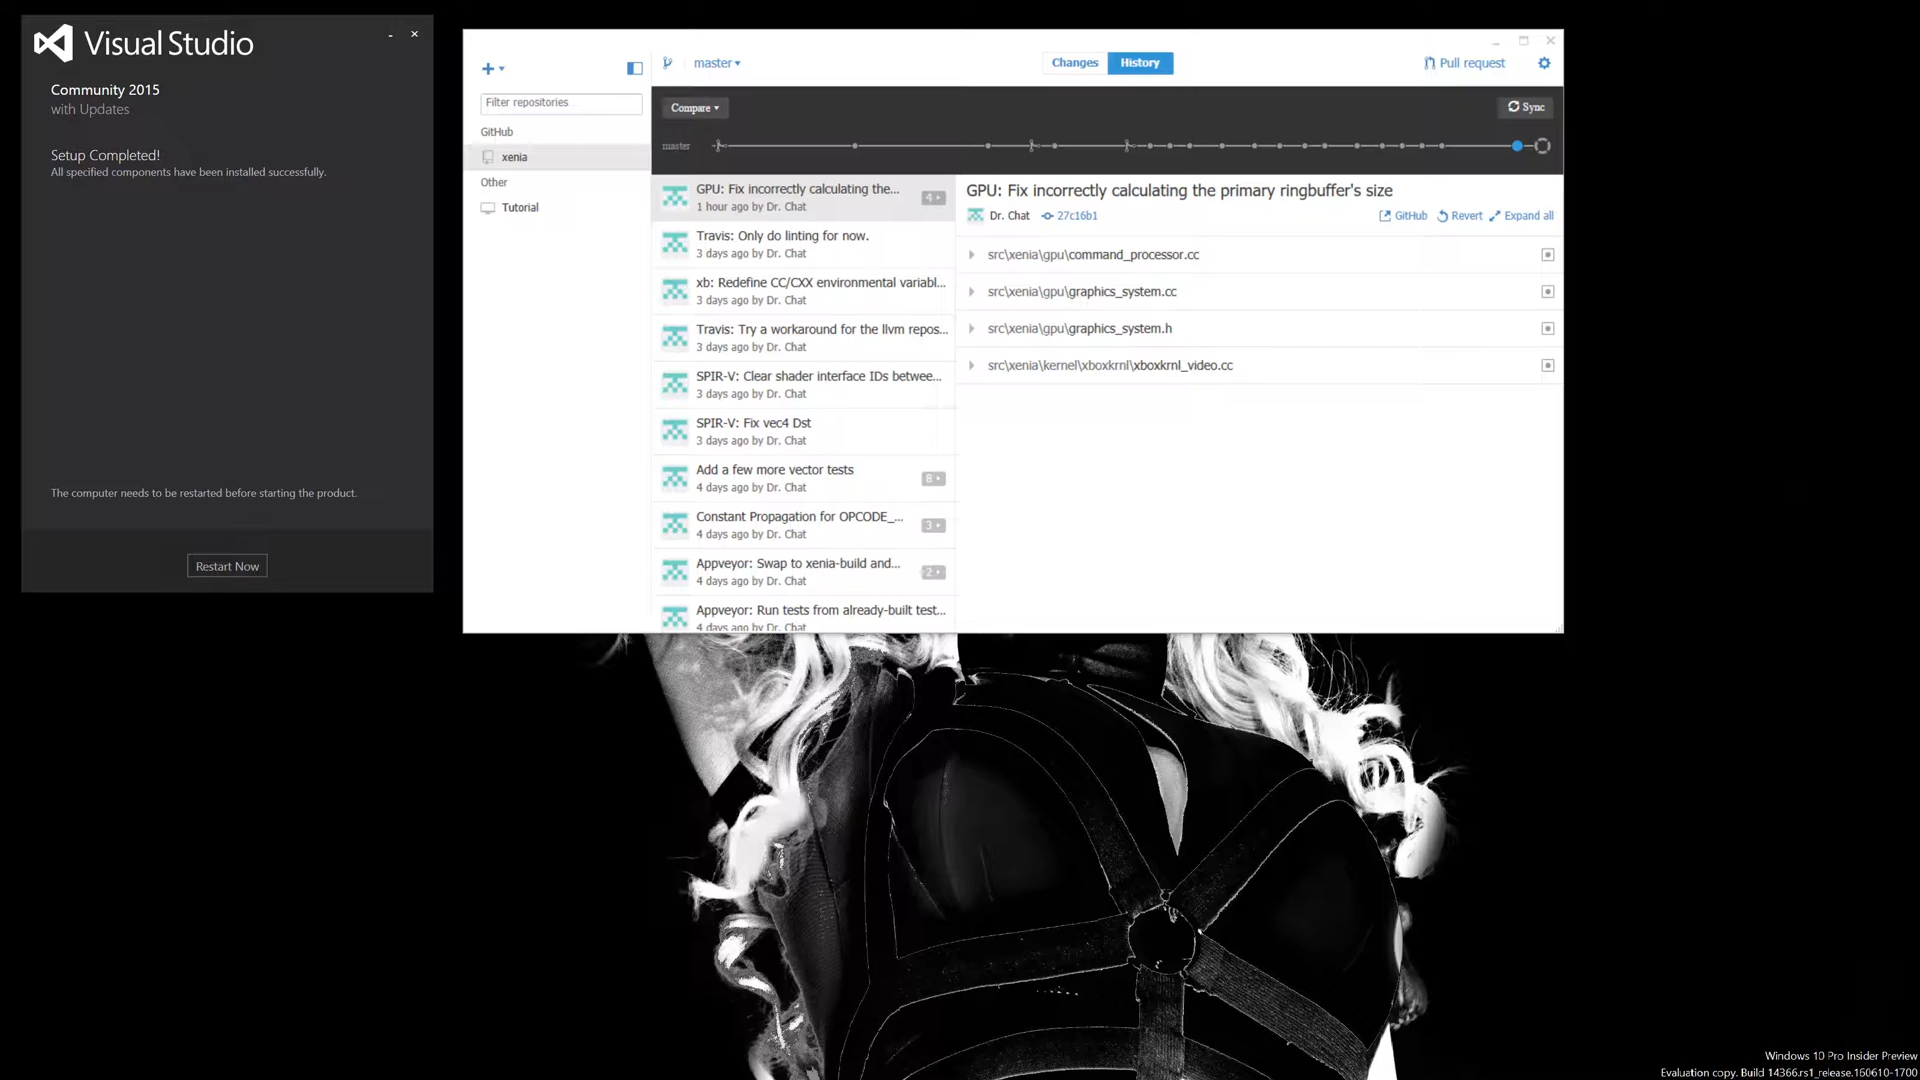 Visual Studio
Community 2015
with Updates
Setup Completed!
All specified components have been installed successfully.
The computer needs to be restarted before starting the product.
Restart Now
master
Changes
History
Pull request
Filter repositories
GitHub
xenia
Other
Tutorial
Compare
Sync
master
GPU: Fix incorrectly calculating the...
1 hour ago by Dr. Chat
4
Travis: Only do linting for now.
3 days ago by Dr. Chat
xb: Redefine CC/CXX environmental variabl...
3 days ago by Dr. Chat
Travis: Try a workaround for the llvm repos...
3 days ago by Dr. Chat
SPIR-V: Clear shader interface IDs betwee...
3 days ago by Dr. Chat
SPIR-V: Fix vec4 Dst
3 days ago by Dr. Chat
Add a few more vector tests
4 days ago by Dr. Chat
8
Constant Propagation for OPCODE_...
4 days ago by Dr. Chat
3
Appveyor: Swap to xenia-build and...
4 days ago by Dr. Chat
2
Appveyor: Run tests from already-built test...
4 days ago by Dr. Chat
GPU: Fix incorrectly calculating the primary ringbuffer's size
Dr. Chat 27c16b1
GitHub Revert Expand all
src\xenia\gpu\command_processor.cc
src\xenia\gpu\graphics_system.cc
src\xenia\gpu\graphics_system.h
src\xenia\kernel\xboxkrnl\xboxkrnl_video.cc
Windows 10 Pro Insider Preview
Evaluation copy. Build 14366.rs1_release.160610-1700